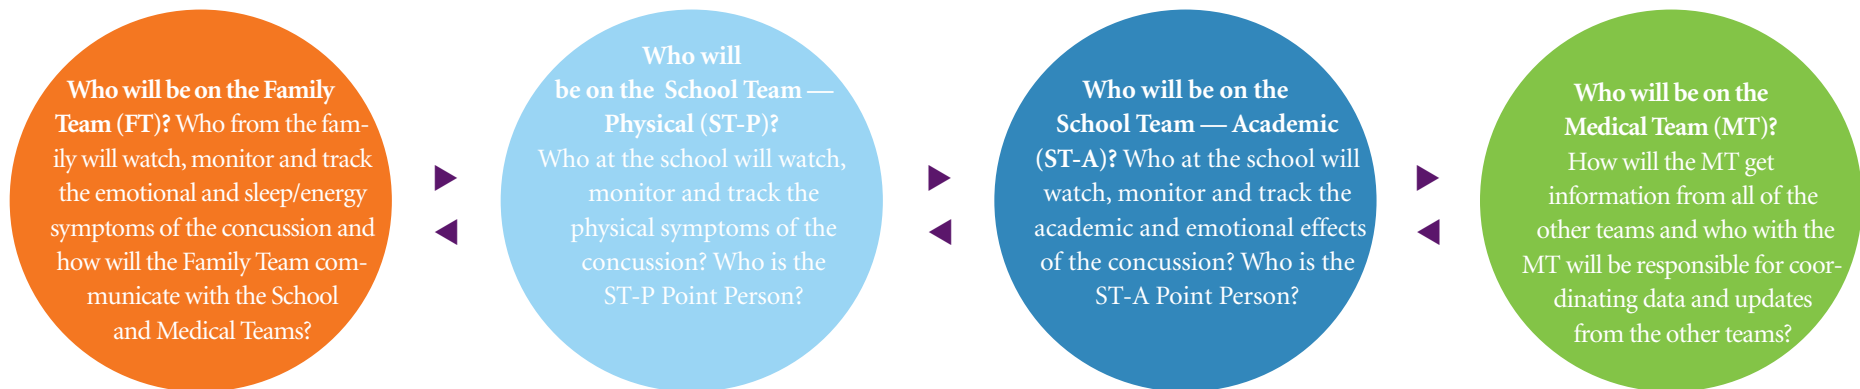 Who will be on the Family
Team (FT)? Who from the fam-
ily will watch, monitor and track
the emotional and sleep/energy
symptoms of the concussion and
how will the Family Team com-
municate with the School
and Medical Teams?
Who will
be on the School Team —
Physical (ST-P)?
Who at the school will watch,
monitor and track the
physical symptoms of the
concussion? Who is the
ST-P Point Person?
Who will be on the
School Team — Academic
(ST-A)? Who at the school will
watch, monitor and track the
academic and emotional effects
of the concussion? Who is the
ST-A Point Person?
Who will be on the
Medical Team (MT)?
How will the MT get
information from all of the
other teams and who with the
MT will be responsible for coor-
dinating data and updates
from the other teams?